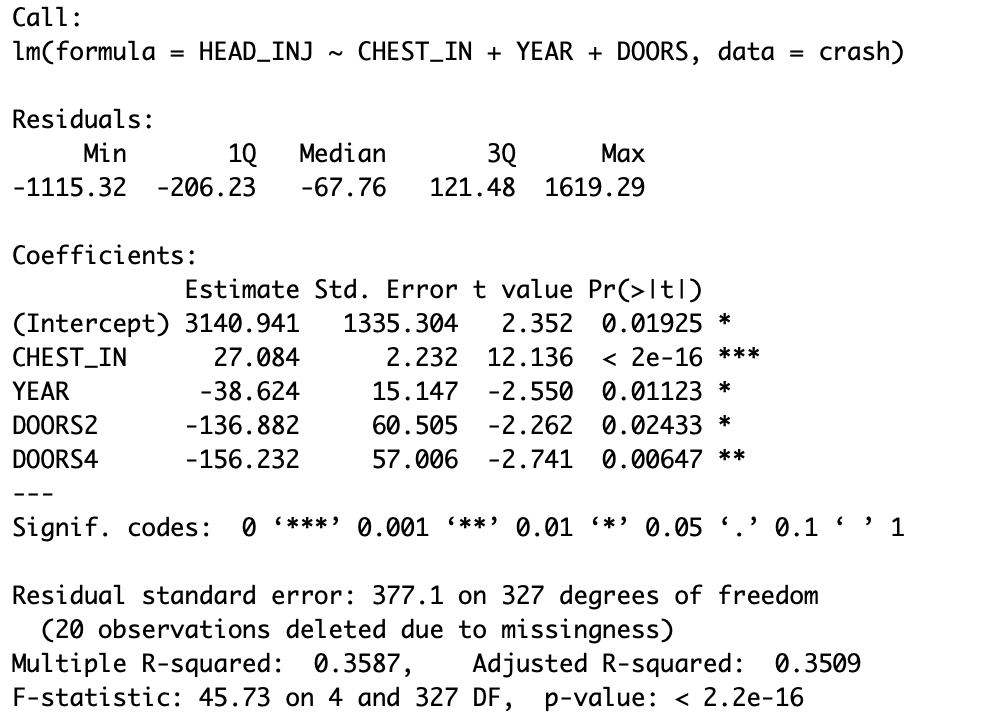 Call:
lm(formula = HEAD_INJ ~ CHEST_IN + YEAR + DOORS, data = crash)
Residuals:
     Min       1Q   Median       3Q      Max
-1115.32  -206.23   -67.76   121.48  1619.29
Coefficients:
            Estimate Std. Error t value Pr(>|t|)
(Intercept) 3140.941   1335.304   2.352  0.01925 *
CHEST_IN      27.084      2.232  12.136  < 2e-16 ***
YEAR         -38.624     15.147  -2.550  0.01123 *
DOORS2      -136.882     60.505  -2.262  0.02433 *
DOORS4      -156.232     57.006  -2.741  0.00647 **
---
Signif. codes:  0 ‘***’ 0.001 ‘**’ 0.01 ‘*’ 0.05 ‘.’ 0.1 ‘ ’ 1
Residual standard error: 377.1 on 327 degrees of freedom
  (20 observations deleted due to missingness)
Multiple R-squared:  0.3587,    Adjusted R-squared:  0.3509
F-statistic: 45.73 on 4 and 327 DF,  p-value: < 2.2e-16